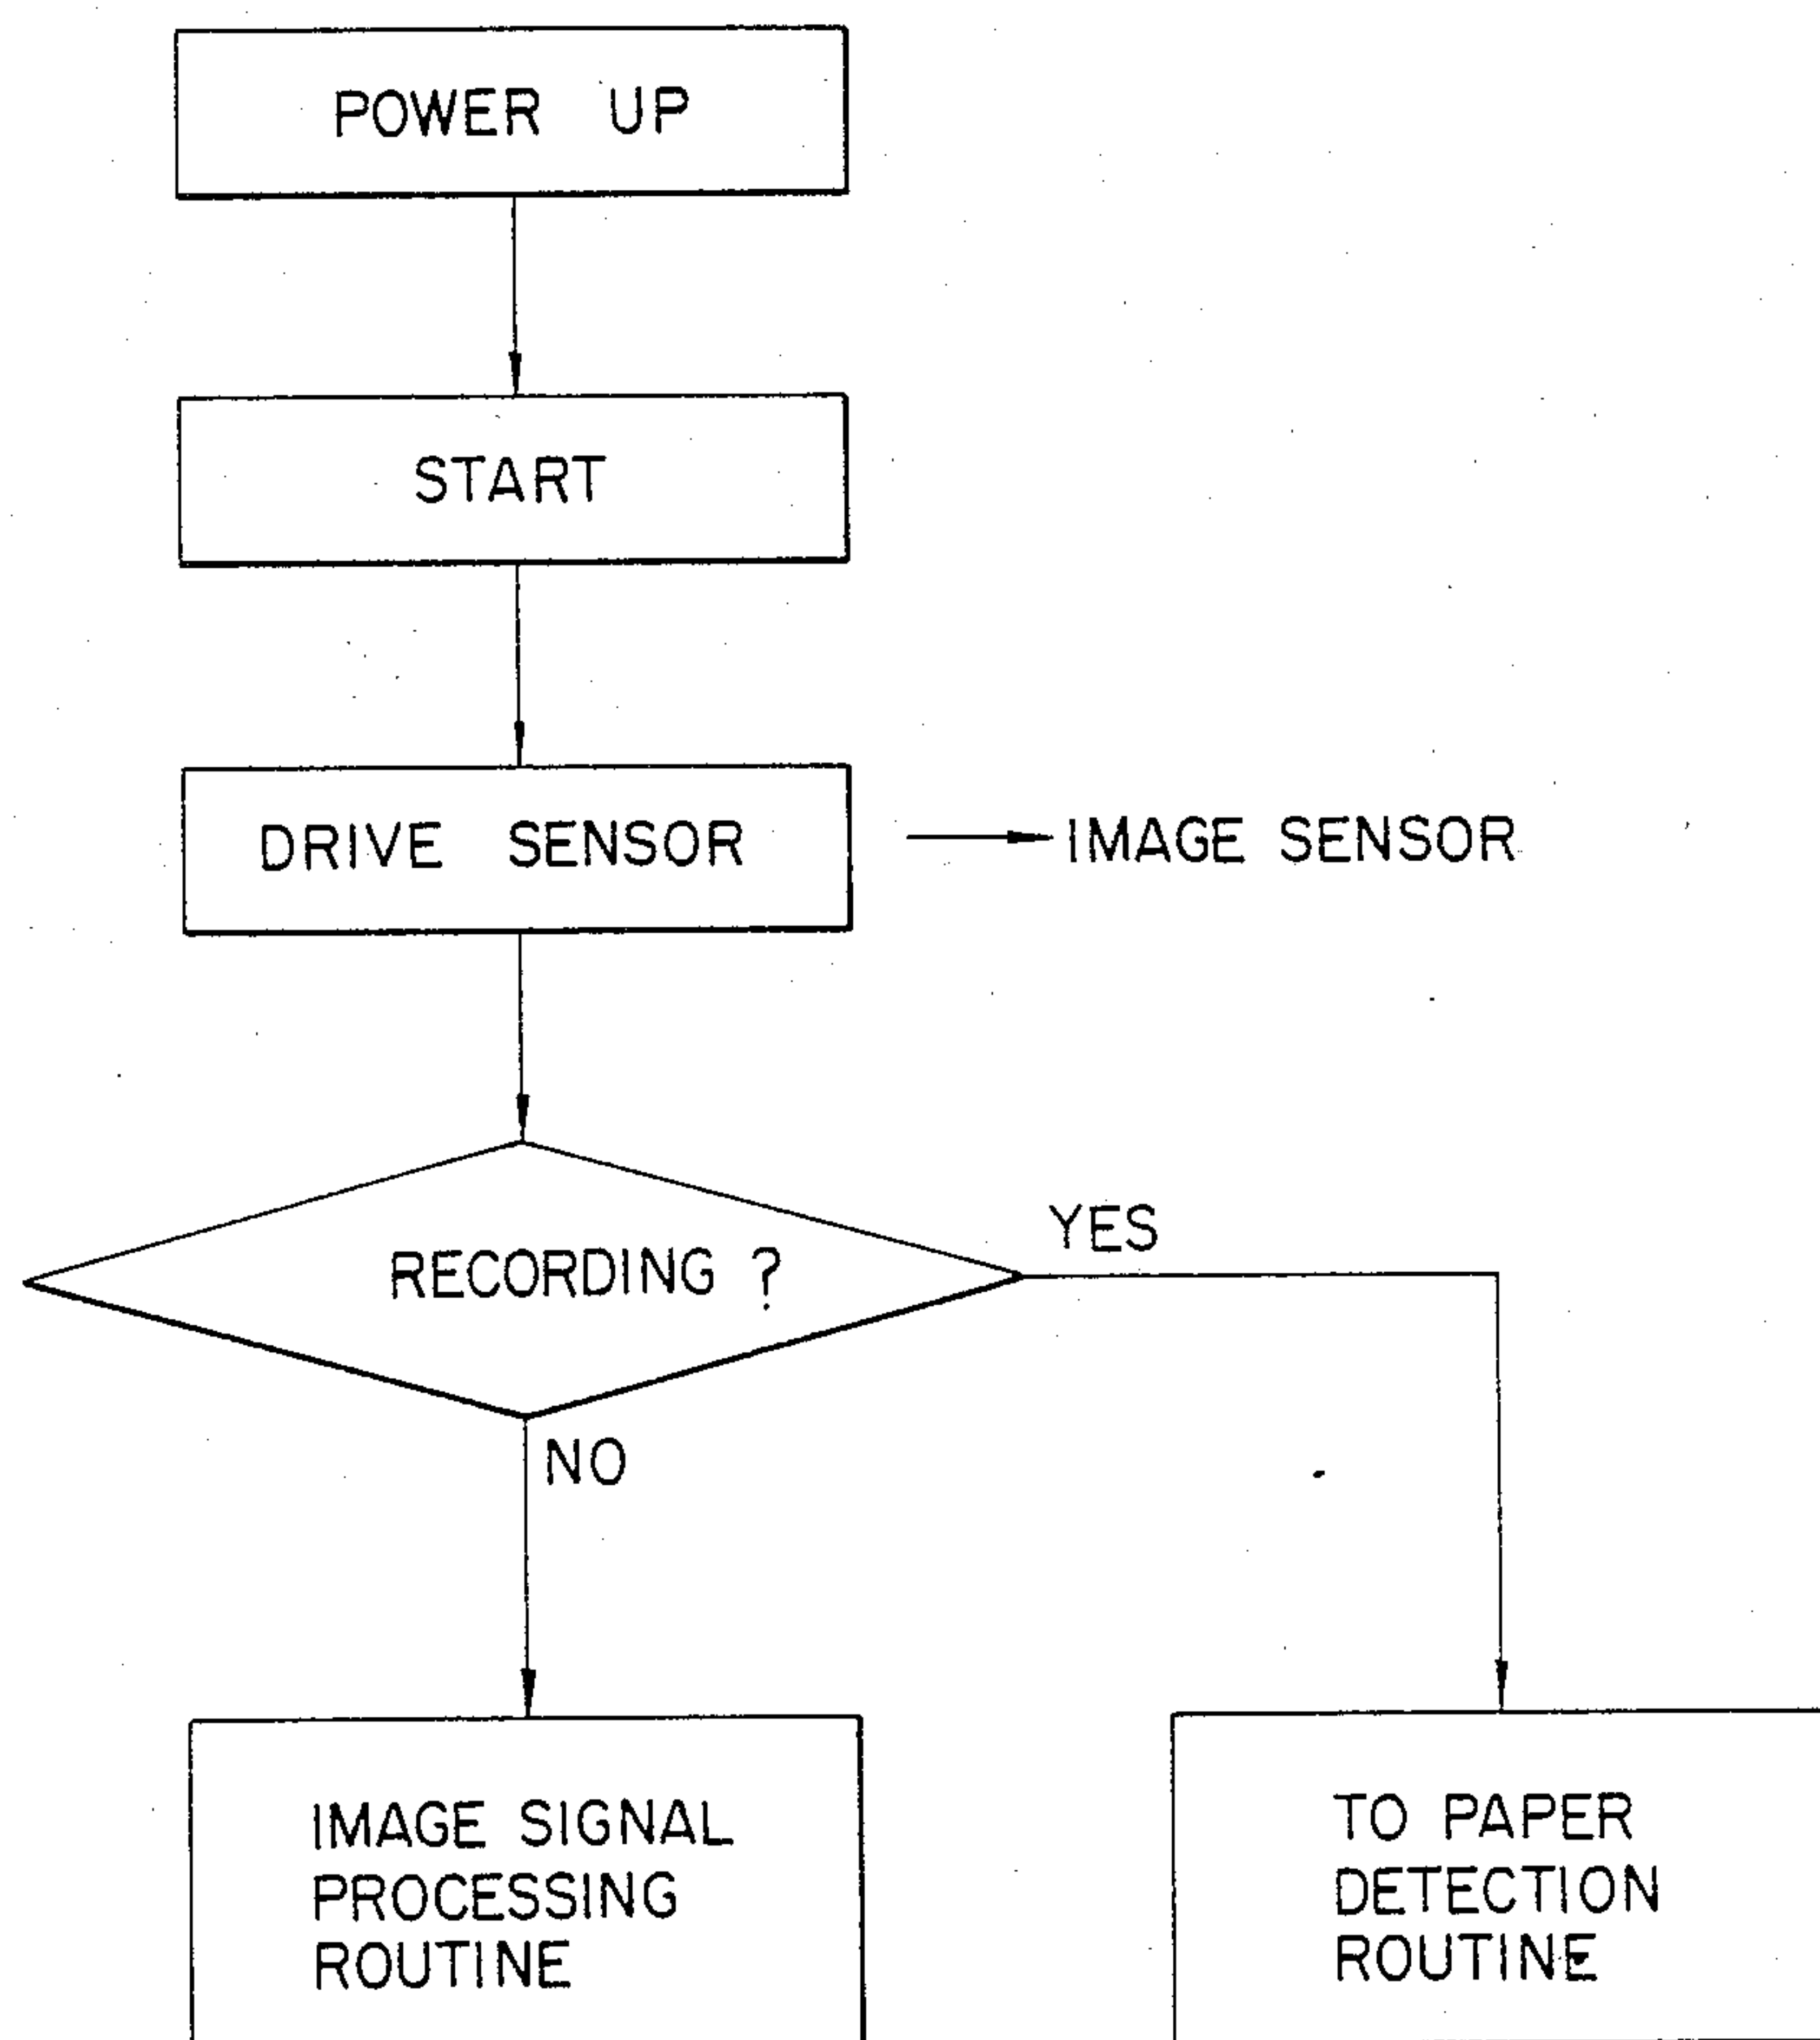 POWER UP
START
DRIVE SENSOR
IMAGE SENSOR
RECORDING ?
YES
NO
IMAGE SIGNAL
PROCESSING
ROUTINE
TO PAPER
DETECTION
ROUTINE